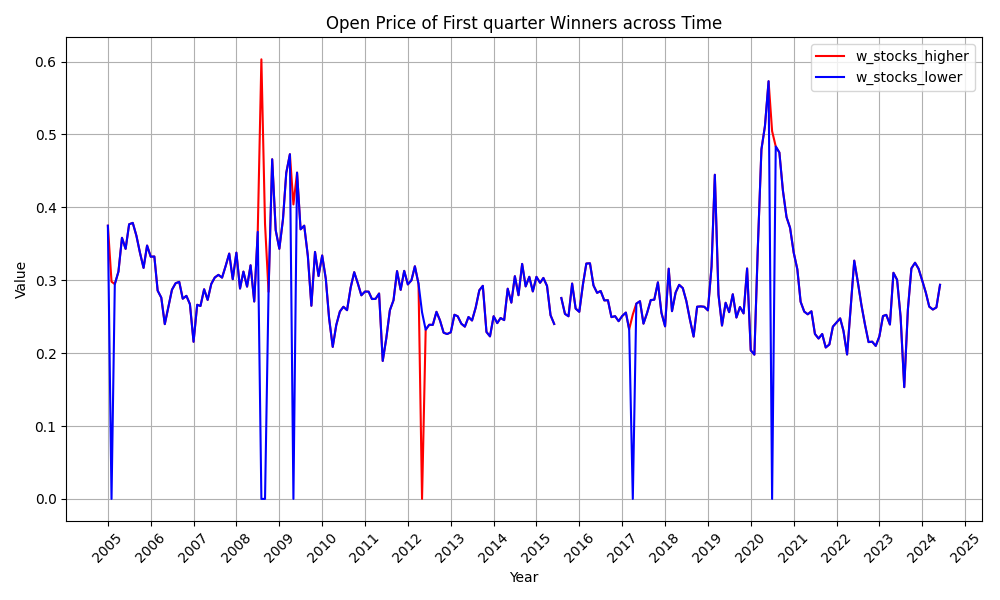 Open Price of First quarter Winners across Time
w_stocks_higher
w_stocks_lower
Value
0.6
0.5
0.4
0.3
0.2
0.1
0.0
2005 2006 2007 2008 2009 2010 2011 2012 2013 2014 2015 2016 2017 2018 2019 2020 2021 2022 2023 2024 2025
Year